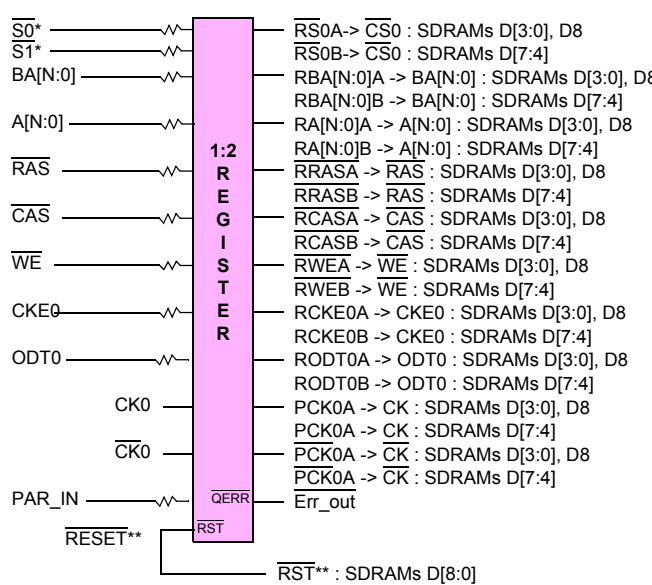 S0*
S1*
BA[N:0]
A[N:0]
RAS
CAS
WE
CKE0
ODT0
CK0
CK0
PAR_IN
RESET**
1:2
R
E
G
I
S
T
E
R
QERR
RST
RS0A-> CS0 : SDRAMs D[3:0], D8
RS0B-> CS0 : SDRAMs D[7:4]
RBA[N:0]A -> BA[N:0] : SDRAMs D[3:0], D8
RBA[N:0]B -> BA[N:0] : SDRAMs D[7:4]
RA[N:0]A -> A[N:0] : SDRAMs D[3:0], D8
RA[N:0]B -> A[N:0] : SDRAMs D[7:4]
RRASA -> RAS : SDRAMs D[3:0], D8
RRASB -> RAS : SDRAMs D[7:4]
RCASA -> CAS : SDRAMs D[3:0], D8
RCASB -> CAS : SDRAMs D[7:4]
RWEA -> WE : SDRAMs D[3:0], D8
RWEB -> WE : SDRAMs D[7:4]
RCKE0A -> CKE0 : SDRAMs D[3:0], D8
RCKE0B -> CKE0 : SDRAMs D[7:4]
RODT0A -> ODT0 : SDRAMs D[3:0], D8
RODT0B -> ODT0 : SDRAMs D[7:4]
PCK0A -> CK : SDRAMs D[3:0], D8
PCK0A -> CK : SDRAMs D[7:4]
PCK0A -> CK : SDRAMs D[3:0], D8
PCK0A -> CK : SDRAMs D[7:4]
Err_out
RST** : SDRAMs D[8:0]